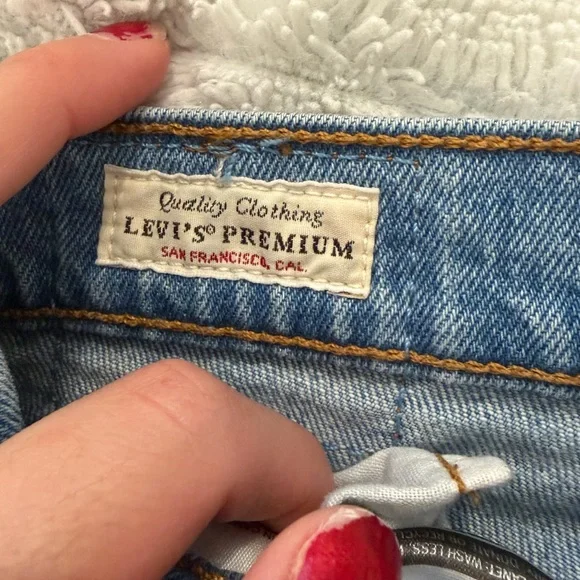 Quality Clothing
LEVI'S® PREMIUM
SAN FRANCISCO, CAL.
WASH LESS,